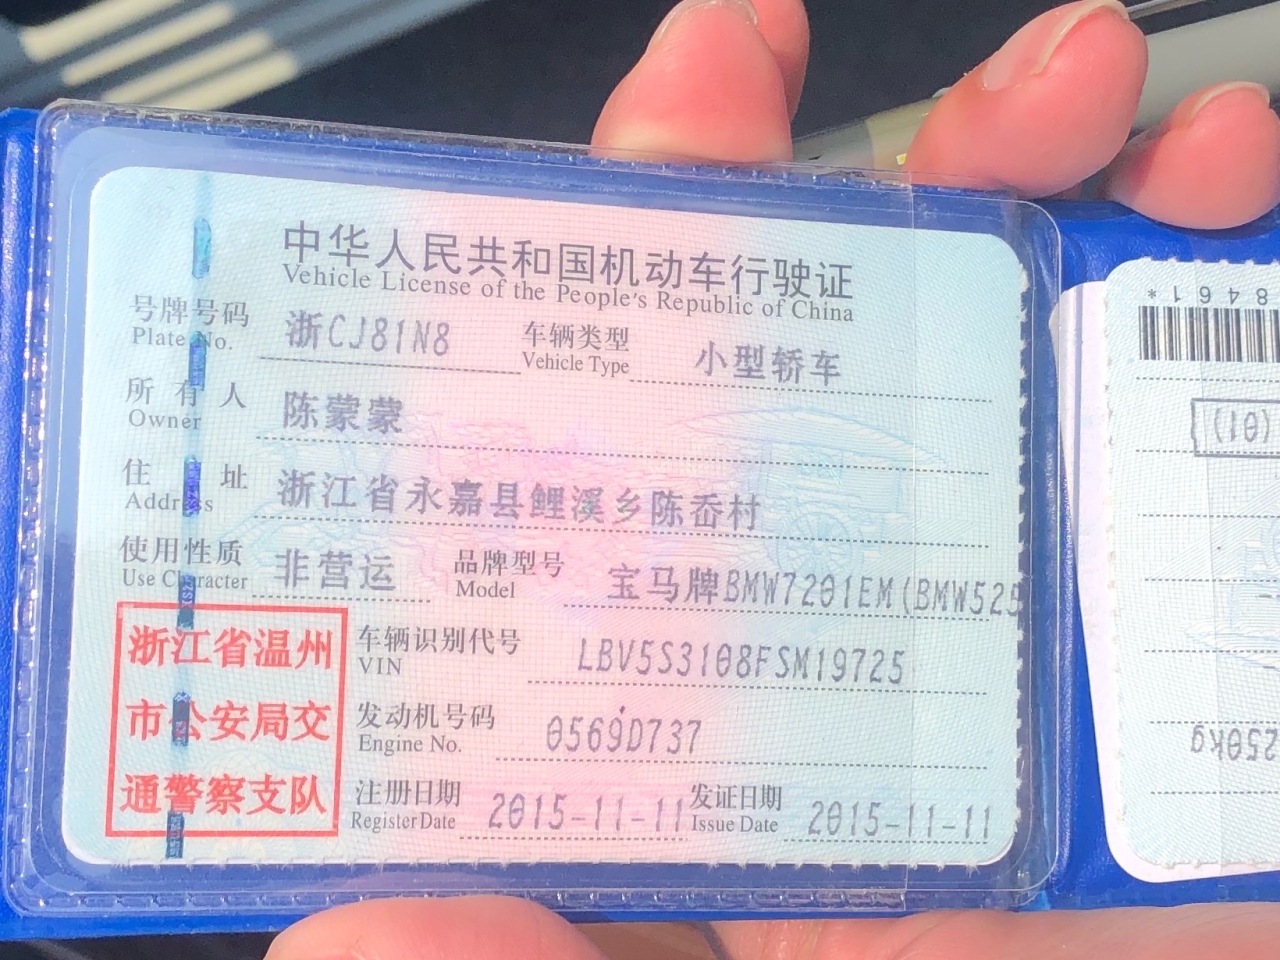 中华人民共和国机动车行驶证
Vehicle License of the People's Republic of China
号牌号码 浙CJ81N8 车辆类型 小型轿车
Plate No. Vehicle Type
所有人 陈蒙蒙
Owner
住址 浙江省永嘉县鲤溪乡陈岙村
Address
使用性质 非营运 品牌型号 宝马牌BMW7201EM(BMW525
Use Character Model
浙江省温州
市公安局交
通警察支队
车辆识别代号 LBV5S3108FSM19725
VIN
发动机号码 0569D737
Engine No.
注册日期 2015-11-11 发证日期 2015-11-11
Register Date Issue Date
8461*
(01)
250kg